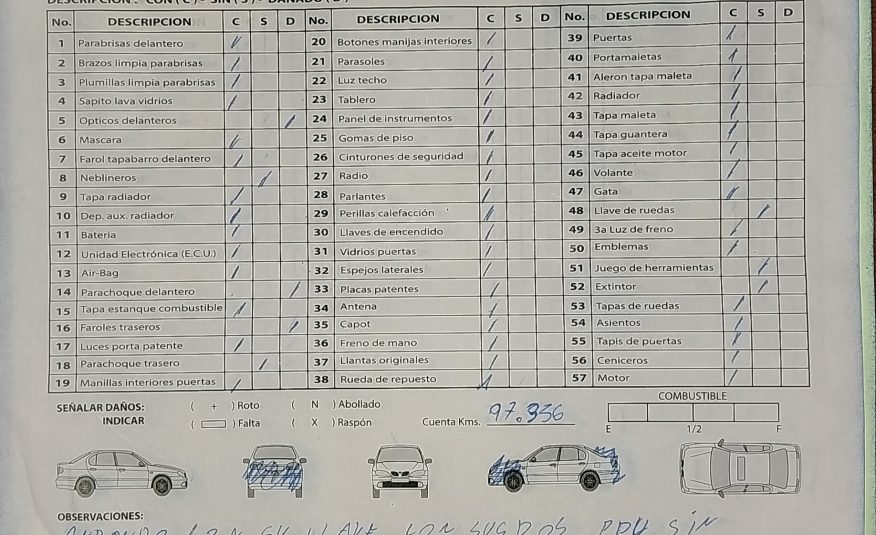 No. DESCRIPCION C S D No. DESCRIPCION C S D No. DESCRIPCION C S D
1 Parabrisas delantero 20 Botones manijas interiores 39 Puertas
2 Brazos limpia parabrisas 21 Parasoles 40 Portamaletas
3 Plumillas limpia parabrisas 22 Luz techo 41 Aleron tapa maleta
4 Sapito lava vidrios 23 Tablero 42 Radiador
5 Opticos delanteros 24 Panel de instrumentos 43 Tapa maleta
6 Mascara 25 Gomas de piso 44 Tapa guantera
7 Farol tapabarro delantero 26 Cinturones de seguridad 45 Tapa aceite motor
8 Neblineros 27 Radio 46 Volante
9 Tapa radiador 28 Parlantes 47 Gata
10 Dep. aux. radiador 29 Perillas calefacción 48 Llave de ruedas
11 Bateria 30 Llaves de encendido 49 3a Luz de freno
12 Unidad Electrónica (E.C.U.) 31 Vidrios puertas 50 Emblemas
13 Air-Bag 32 Espejos laterales 51 Juego de herramientas
14 Parachoque delantero 33 Placas patentes 52 Extintor
15 Tapa estanque combustible 34 Antena 53 Tapas de ruedas
16 Faroles traseros 35 Capot 54 Asientos
17 Luces porta patente 36 Freno de mano 55 Tapis de puertas
18 Parachoque trasero 37 Llantas originales 56 Ceniceros
19 Manillas interiores puertas 38 Rueda de repuesto 57 Motor
SEÑALAR DAÑOS: ( + ) Roto ( N ) Abollado COMBUSTIBLE
INDICAR ( ) Falta ( X ) Raspón Cuenta Kms. 97.336 E 1/2 F
OBSERVACIONES: